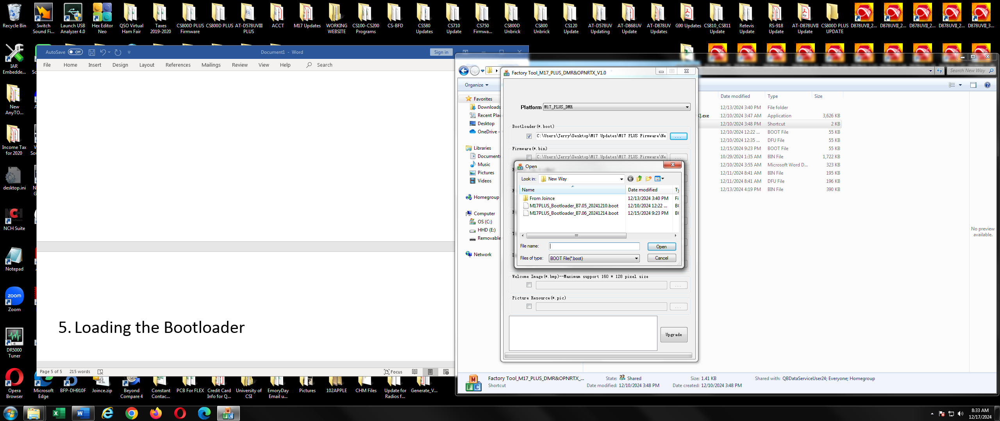 Recycle Bin
Switch Sound Fi...
Launch USB Analyzer 4.0
Hex Editor Neo
QSO Virtual Ham Fair
Taxes 2019-2020
CS800D PLUS Firmware
CS800D PLUS
AT-D578UVIII PLUS
ACCT
M17 Updates
WORKING WEBSITE
CS100-CS200 Programs
CS-BFD
CS580 Updates
CS710 Update
CS750 Firmwa...
CS800D Unbrick
CS800 Unbrick
CS120 Update
AT-D578UV Updating
AT-D868UV Update
AT-D878UV Updates
G90 Updates
CS810_CS811 Update
Retevis Update
RS-918 Update
AT-D878UVII Update
CS800D PLUS UPDATE
D878UVII_2...
D878UVII_2...
D878UVII_2...
D878UVII_2...
D878UVII_3...
IAR Embedde...
New AnyTO...
Income Tax for 2020
desktop.ini
NCH Suite
Notepad
Zoom
DR5000 Tuner
AutoSave Off
Document1 - Word
Sign in
File Home Insert Design Layout References Mailings Review View Help Search
5. Loading the Bootloader
Page 5 of 5 215 words
Focus
Search New Way
Organize
Favorites
Downloads
Recent Plac
Desktop
OneDrive -
Libraries
Documents
Music
Pictures
Videos
Homegroup
Computer
OS (C:)
HHD (E:)
Removable
Network
Date modified Type Size
12/13/2024 3:40 PM File folder
].exe 12/10/2024 3:47 AM Application 3,626 KB
12/10/2024 3:48 PM Shortcut 2 KB
12/10/2024 12:22 ... BOOT File 55 KB
12/10/2024 12:35 ... DFU File 55 KB
12/15/2024 9:23 PM BOOT File 55 KB
10/29/2024 1:35 AM BIN File 1,722 KB
12/10/2024 3:55 AM Microsoft Word D... 323 KB
12/11/2024 8:41 AM BIN File 195 KB
12/11/2024 8:41 AM DFU File 196 KB
12/13/2024 4:19 PM BIN File 390 KB
No preview available.
Factory Tool_M17_PLUS_DMR&OPNRTX_V1.0
Platform M17_PLUS_DMR
Bootloader(*.boot)
C:\Users\Jerry\Desktop\M17 Updates\M17 PLUS Firmware\Ne ...
Firmware(*.bin)
C:\Users\Jerry\Desktop\M17 Updates\M17 PLUS Firmware\Ne ...
Open
Look in: New Way
Name Date modified Ty
From Joince 12/13/2024 3:40 PM Fi
M17PLUS_Bootloader_B7.05_20241210.boot 12/10/2024 12:22 ... BC
M17PLUS_Bootloader_B7.06_20241214.boot 12/15/2024 9:23 PM BC
File name: Open
Files of type: BOOT File(*.boot) Cancel
Welcome Image(*.bmp)--Maximum support 160 * 128 pixel size
...
Picture Resource(*.pic)
...
Upgrade
Factory Tool_M17_PLUS_DMR&OPNRTX_... State: Shared Size: 1.41 KB Shared with: QBDataServiceUser24; Everyone; Homegroup
Shortcut Date modified: 12/10/2024 3:48 PM Date created: 12/10/2024 3:48 PM
Opera Browser
Microsoft Edge
BFP-DH910F
Joince.zip
Beyond Compare 4
Constant Contac...
PCB For FLEX
Credit Card Info for Q...
University of CSI
EmoryDay Email u...
Pictures
102APPLE
CHM Files
Update for Radios f...
Generate_V...
8:33 AM
12/17/2024